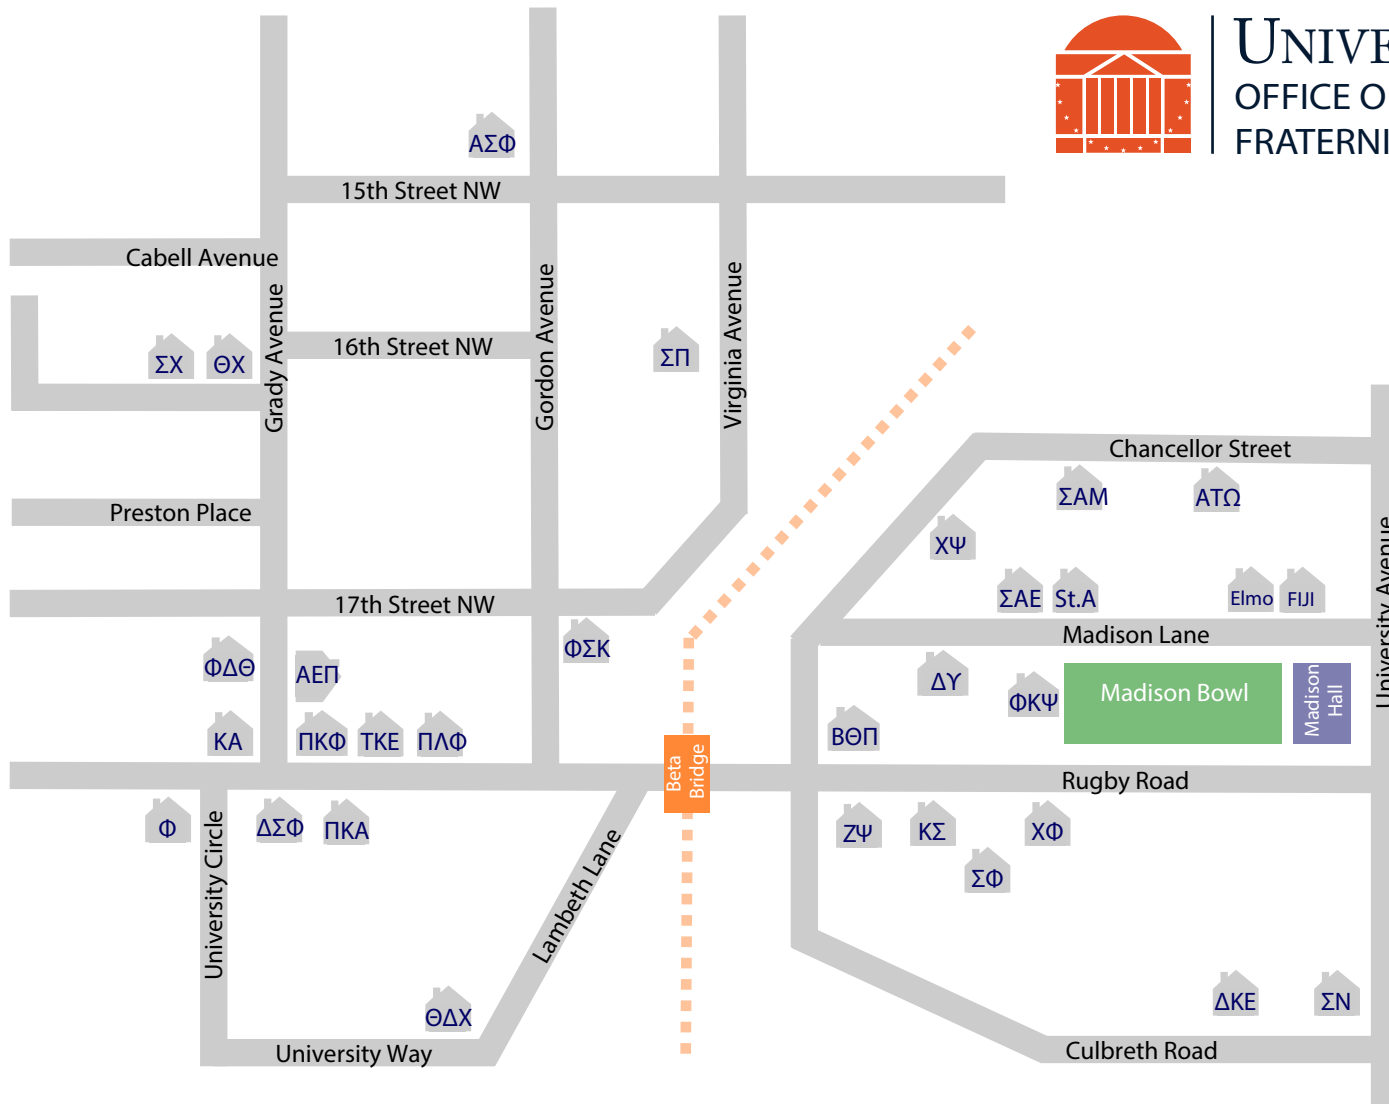 UNIVE
OFFICE O
FRATERNI
ΑΣΦ
15th Street NW
Cabell Avenue
Grady Avenue
Gordon Avenue
Virginia Avenue
16th Street NW
ΣΧ
ΘΧ
ΣΠ
Chancellor Street
ΣΑΜ
ΑΤΩ
Preston Place
ΧΨ
University Avenue
17th Street NW
ΣΑΕ
St.A
Elmo
FIJI
Madison Lane
ΦΔΘ
ΑΕΠ
ΦΣΚ
ΔΥ
ΦΚΨ
Madison Bowl
Madison
Hall
ΚΑ
ΠΚΦ
ΤΚΕ
ΠΛΦ
ΒΘΠ
Beta
Bridge
Rugby Road
Φ
ΔΣΦ
ΠΚΑ
ΖΨ
ΚΣ
ΧΦ
ΣΦ
University Circle
Lambeth Lane
ΘΔΧ
ΔΚΕ
ΣΝ
University Way
Culbreth Road